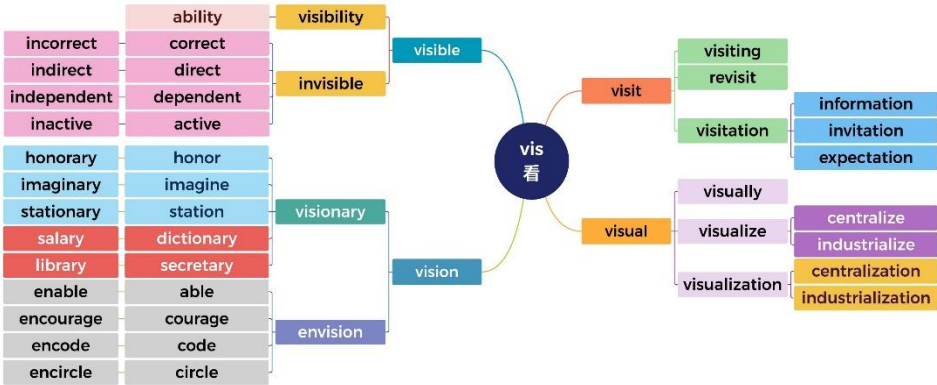 vis
看
visible
visibility
ability
invisible
correct
incorrect
direct
indirect
dependent
independent
active
inactive
vision
visionary
honor
honorary
imagine
imaginary
station
stationary
dictionary
salary
secretary
library
envision
able
enable
courage
encourage
code
encode
circle
encircle
visit
visiting
revisit
visitation
information
invitation
expectation
visual
visually
visualize
centralize
industrialize
visualization
centralization
industrialization